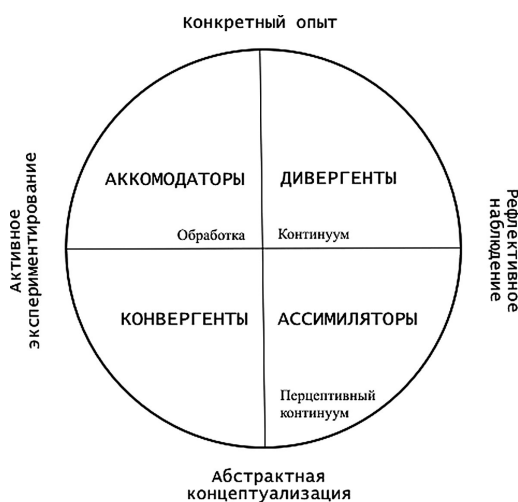 Конкретный опыт
АККОМОДАТОРЫ
ДИВЕРГЕНТЫ
Активное
экспериментирование
Рефлективное
наблюдение
Обработка
Континуум
КОНВЕРГЕНТЫ
АССИМИЛЯТОРЫ
Перцептивный
континуум
Абстрактная
концептуализация